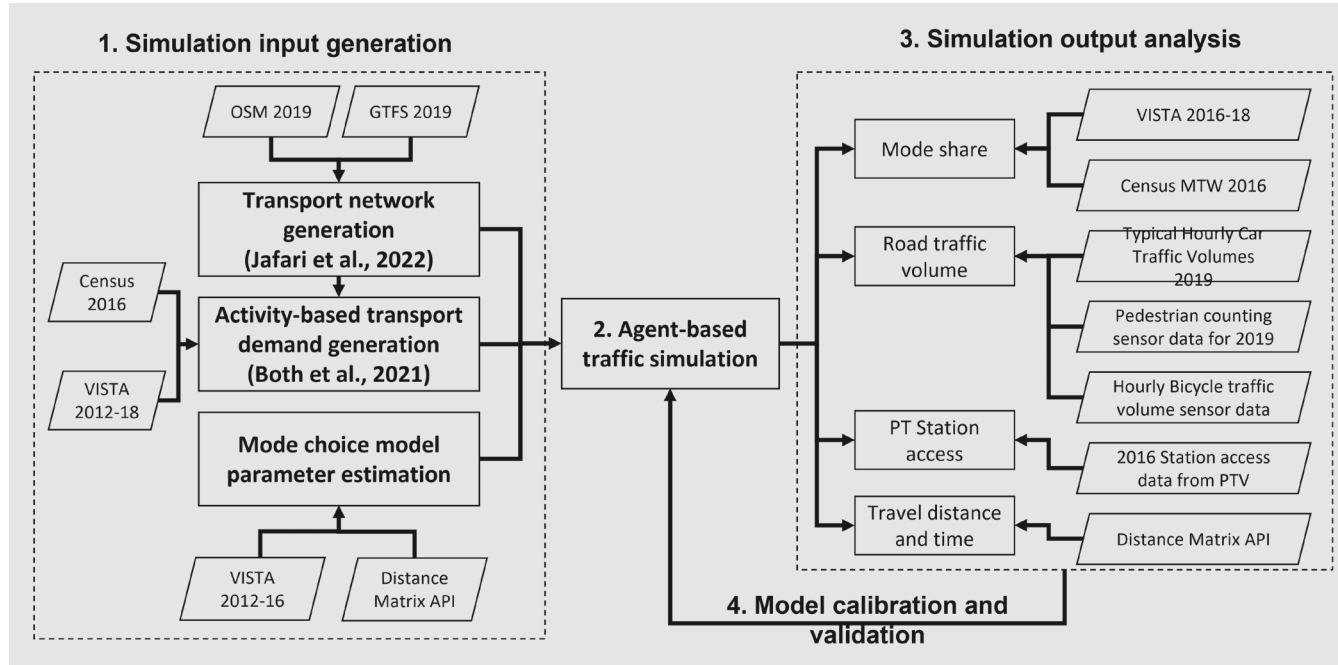 1. Simulation input generation
OSM 2019
GTFS 2019
Transport network
generation
(Jafari et al., 2022)
Census
2016
VISTA
2012-18
Activity-based transport
demand generation
(Both et al., 2021)
Mode choice model
parameter estimation
VISTA
2012-16
Distance
Matrix API
2. Agent-based
traffic simulation
3. Simulation output analysis
Mode share
VISTA 2016-18
Census MTW 2016
Road traffic
volume
Typical Hourly Car
Traffic Volumes
2019
Pedestrian counting
sensor data for 2019
Hourly Bicycle traffic
volume sensor data
PT Station
access
2016 Station access
data from PTV
Travel distance
and time
Distance Matrix API
4. Model calibration and
validation